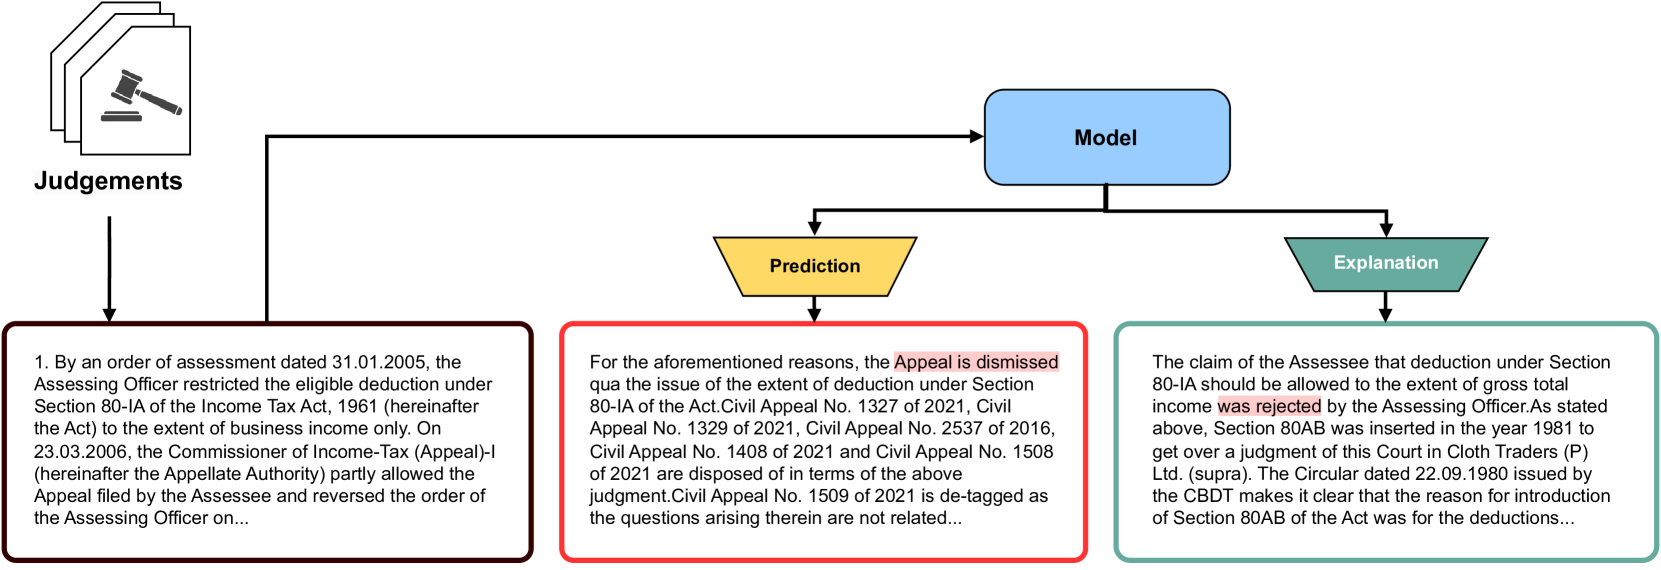 Judgements
Model
Prediction
Explanation
1. By an order of assessment dated 31.01.2005, the
Assessing Officer restricted the eligible deduction under
Section 80-IA of the Income Tax Act, 1961 (hereinafter
the Act) to the extent of business income only. On
23.03.2006, the Commissioner of Income-Tax (Appeal)-I
(hereinafter the Appellate Authority) partly allowed the
Appeal filed by the Assessee and reversed the order of
the Assessing Officer on...
For the aforementioned reasons, the Appeal is dismissed
qua the issue of the extent of deduction under Section
80-IA of the Act.Civil Appeal No. 1327 of 2021, Civil
Appeal No. 1329 of 2021, Civil Appeal No. 2537 of 2016,
Civil Appeal No. 1408 of 2021 and Civil Appeal No. 1508
of 2021 are disposed of in terms of the above
judgment.Civil Appeal No. 1509 of 2021 is de-tagged as
the questions arising therein are not related...
The claim of the Assessee that deduction under Section
80-IA should be allowed to the extent of gross total
income was rejected by the Assessing Officer.As stated
above, Section 80AB was inserted in the year 1981 to
get over a judgment of this Court in Cloth Traders (P)
Ltd. (supra). The Circular dated 22.09.1980 issued by
the CBDT makes it clear that the reason for introduction
of Section 80AB of the Act was for the deductions...